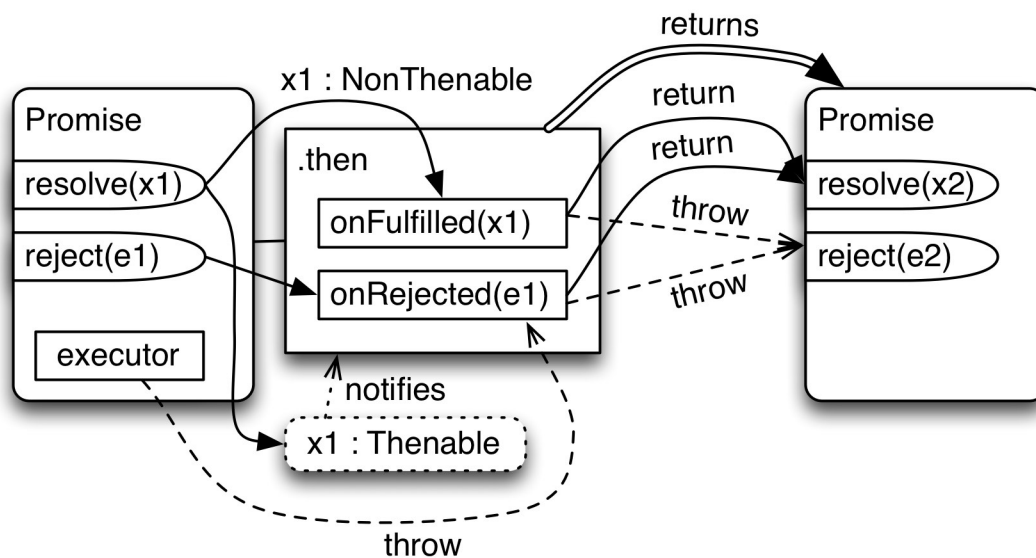 returns
x1 : NonThenable
return
Promise
Promise
return
.then
resolve(x1)
resolve(x2)
onFulfilled(x1)
throw
reject(e1)
reject(e2)
onRejected(e1)
throw
executor
notifies
x1 : Thenable
throw